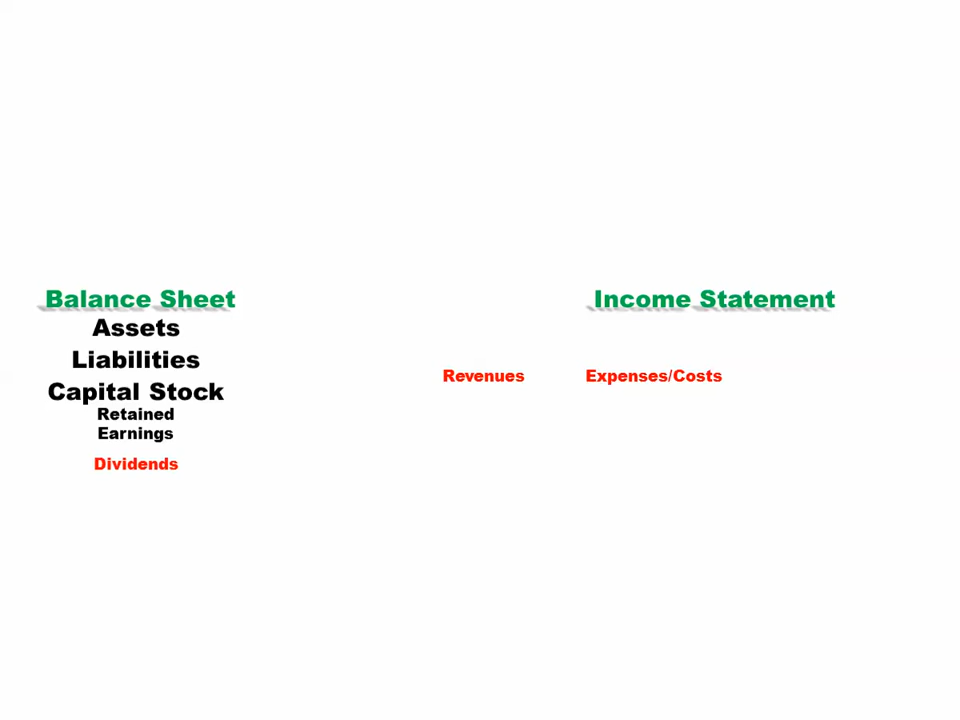 Balance Sheet
Income Statement
Assets
Liabilities
Capital Stock
Retained
Earnings
Dividends
Revenues
Expenses/Costs